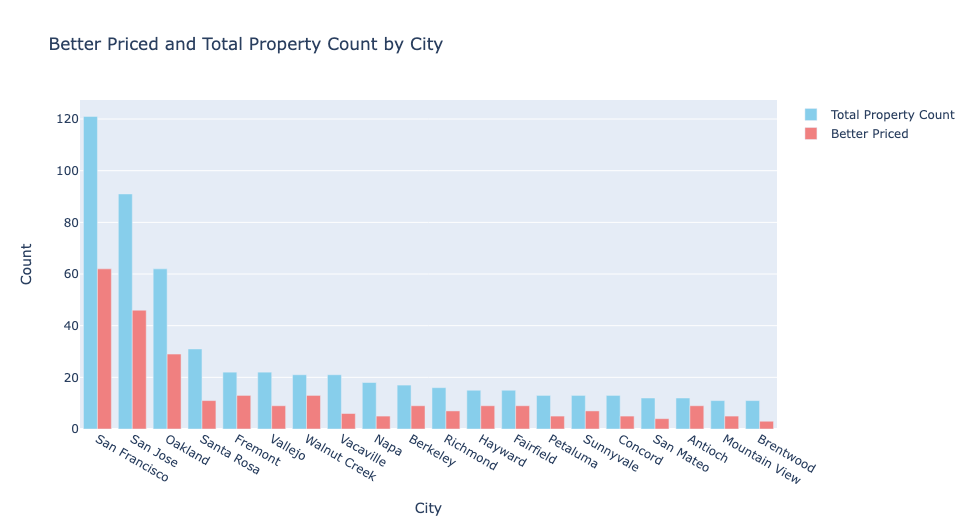 Better Priced and Total Property Count by City
Total Property Count
Better Priced
120
100
80
60
40
20
0
Count
San Francisco
San Jose
Oakland
Santa Rosa
Fremont
Vallejo
Walnut Creek
Vacaville
Napa
Berkeley
Richmond
Hayward
Fairfield
Petaluma
Sunnyvale
Concord
San Mateo
Antioch
Mountain View
Brentwood
City